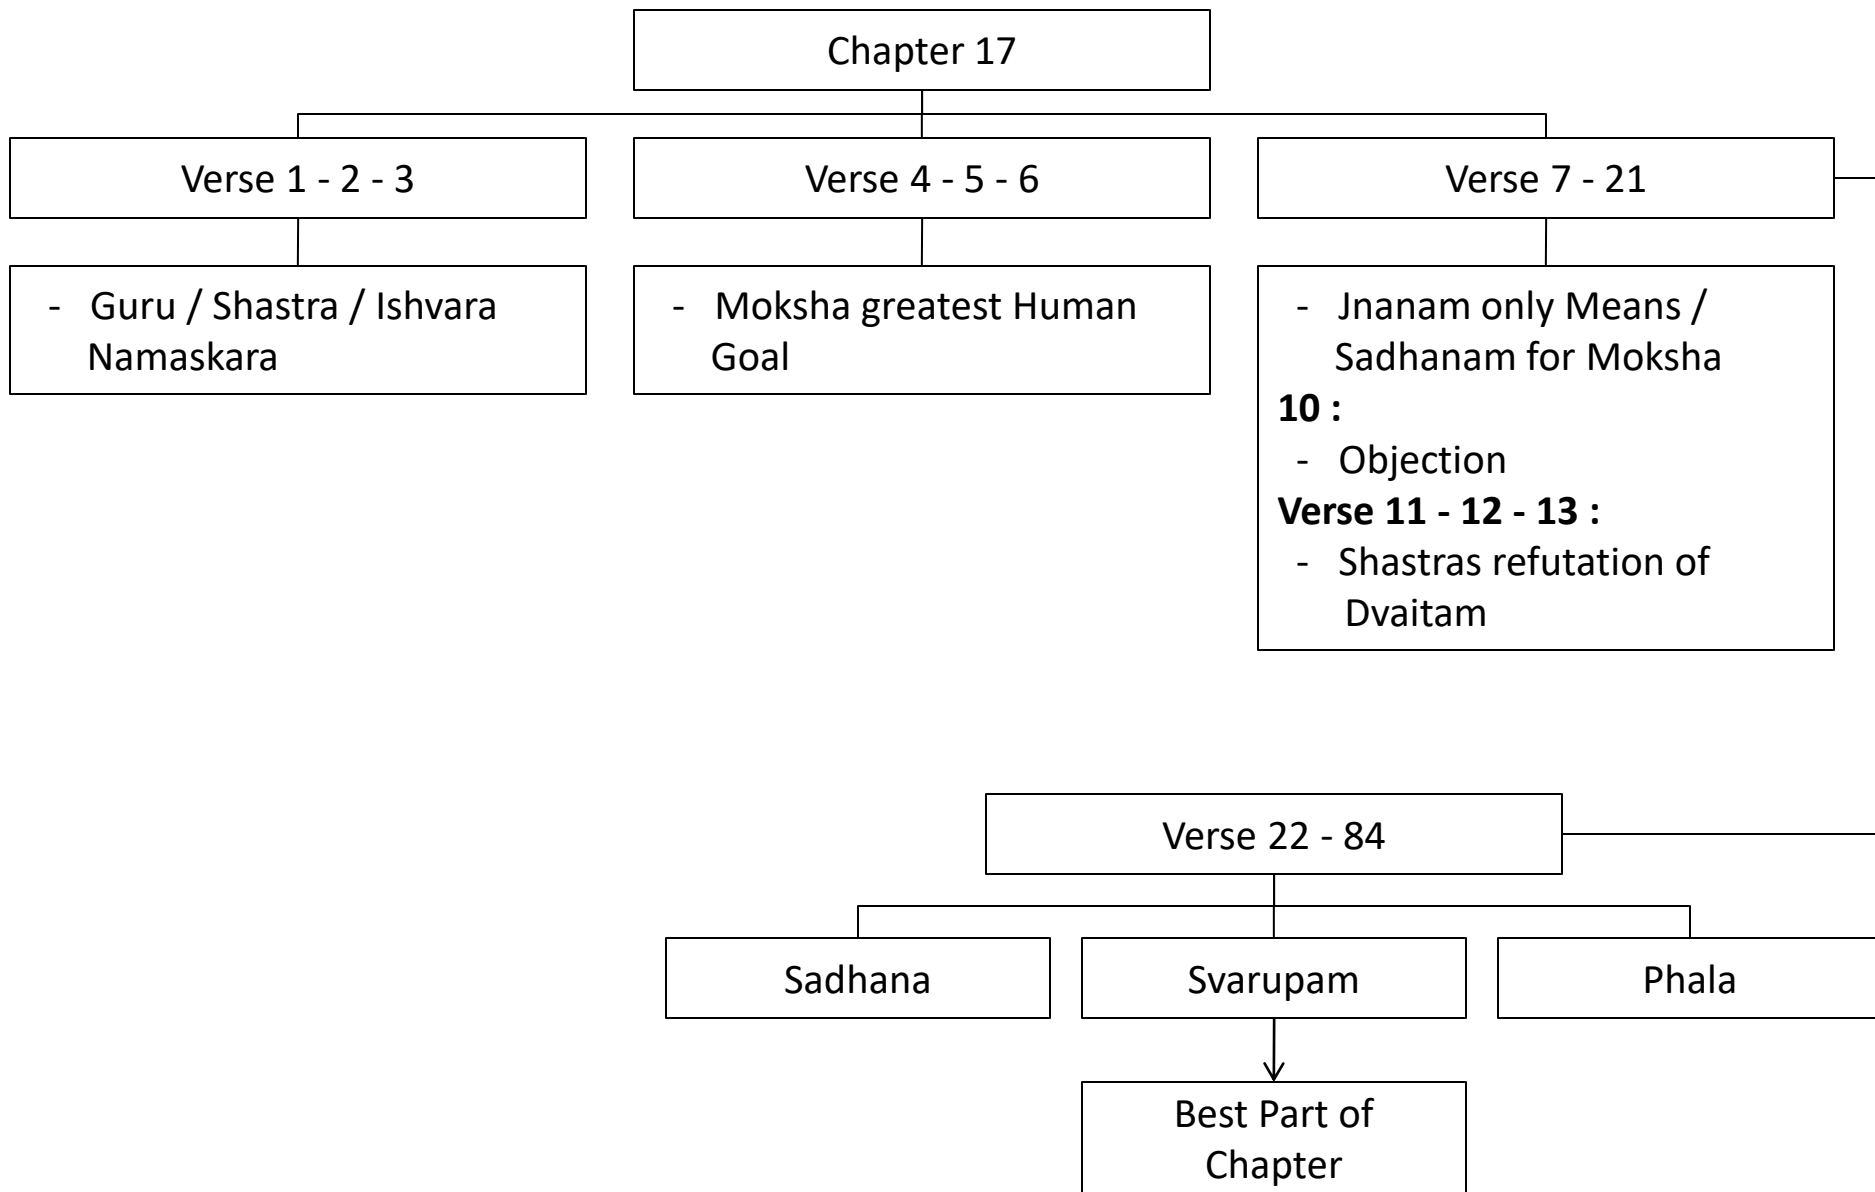 Chapter 17
Verse 1 - 2 - 3
Verse 4 - 5 - 6
Verse 7 - 21
- Guru / Shastra / Ishvara
Namaskara
- Moksha greatest Human
Goal
- Jnanam only Means /
Sadhanam for Moksha
10 :
- Objection
Verse 11 - 12 - 13 :
- Shastras refutation of
Dvaitam
Verse 22 - 84
Sadhana
Svarupam
Phala
Best Part of
Chapter